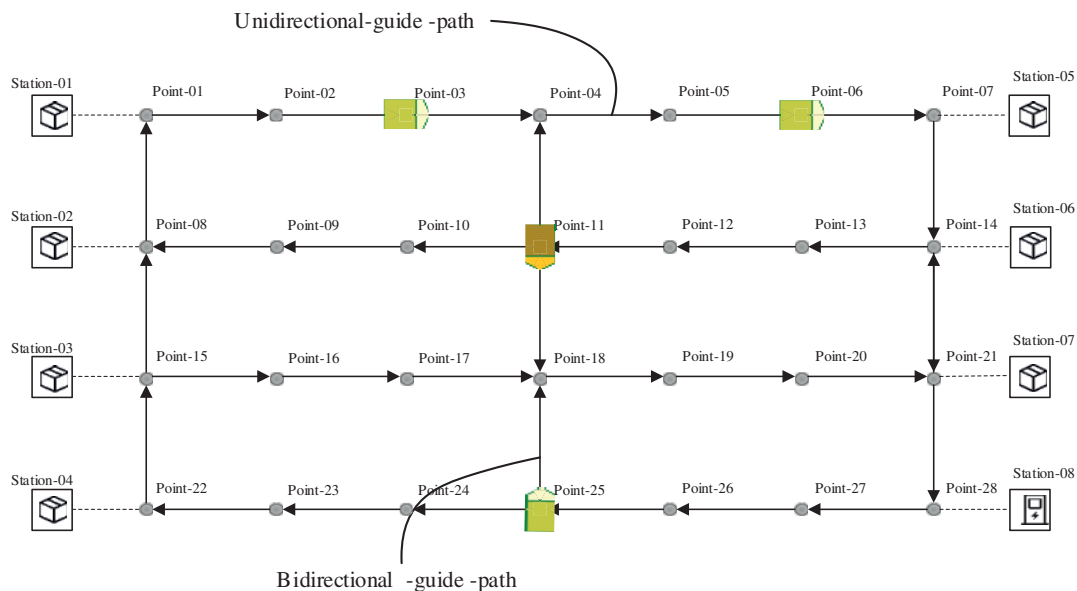 Unidirectional-guide -path
Station-01
Point-01
Point-02
Point-03
Point-04
Point-05
Point-06
Point-07
Station-05
Station-02
Point-08
Point-09
Point-10
Point-11
Point-12
Point-13
Point-14
Station-06
Station-03
Point-15
Point-16
Point-17
Point-18
Point-19
Point-20
Point-21
Station-07
Station-04
Point-22
Point-23
Point-24
Point-25
Point-26
Point-27
Point-28
Station-08
Bidirectional -guide -path